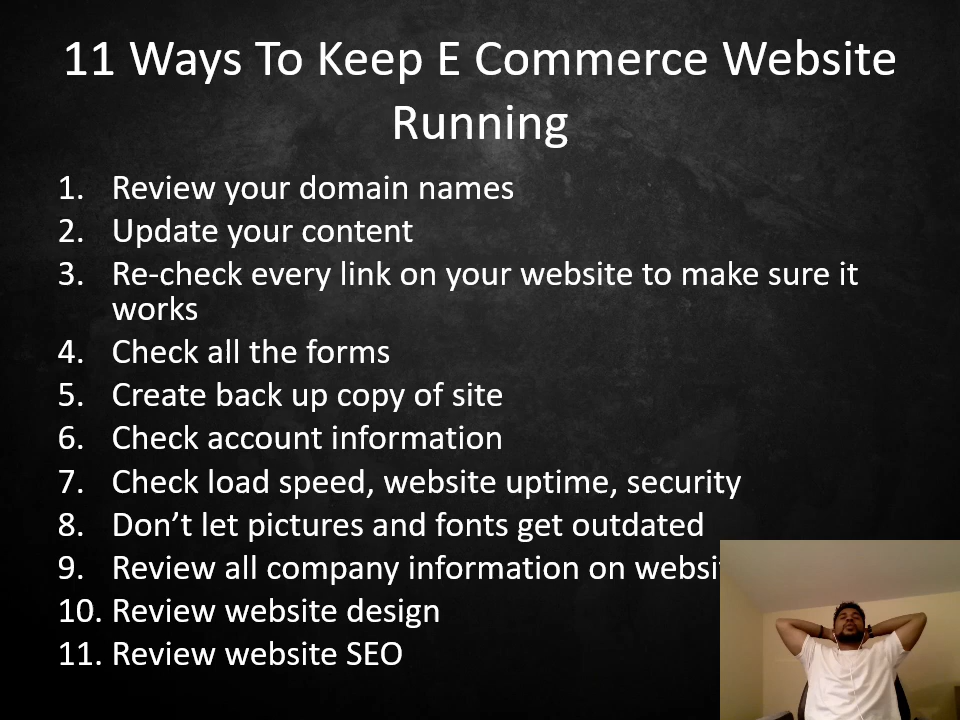 11 Ways To Keep E Commerce Website
Running
1. Review your domain names
2. Update your content
3. Re-check every link on your website to make sure it
works
4. Check all the forms
5. Create back up copy of site
6. Check account information
7. Check load speed, website uptime, security
8. Don’t let pictures and fonts get outdated
9. Review all company information on
10. Review website design
11. Review website SEO